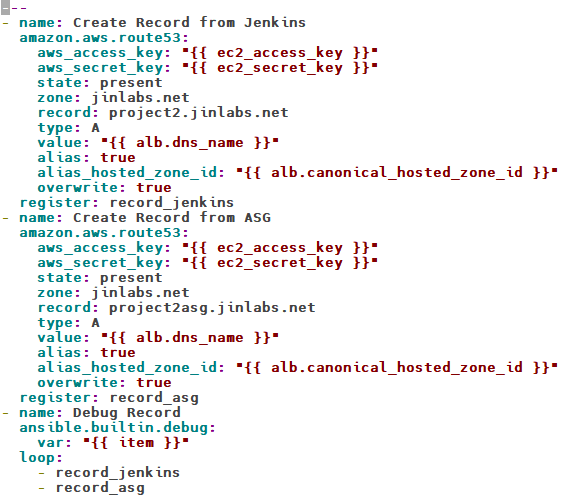 ---
- name: Create Record from Jenkins
  amazon.aws.route53:
    aws_access_key: "{{ ec2_access_key }}"
    aws_secret_key: "{{ ec2_secret_key }}"
    state: present
    zone: jinlabs.net
    record: project2.jinlabs.net
    type: A
    value: "{{ alb.dns_name }}"
    alias: true
    alias_hosted_zone_id: "{{ alb.canonical_hosted_zone_id }}"
    overwrite: true
  register: record_jenkins
- name: Create Record from ASG
  amazon.aws.route53:
    aws_access_key: "{{ ec2_access_key }}"
    aws_secret_key: "{{ ec2_secret_key }}"
    state: present
    zone: jinlabs.net
    record: project2asg.jinlabs.net
    type: A
    value: "{{ alb.dns_name }}"
    alias: true
    alias_hosted_zone_id: "{{ alb.canonical_hosted_zone_id }}"
    overwrite: true
  register: record_asg
- name: Debug Record
  ansible.builtin.debug:
    var: "{{ item }}"
  loop:
    - record_jenkins
    - record_asg